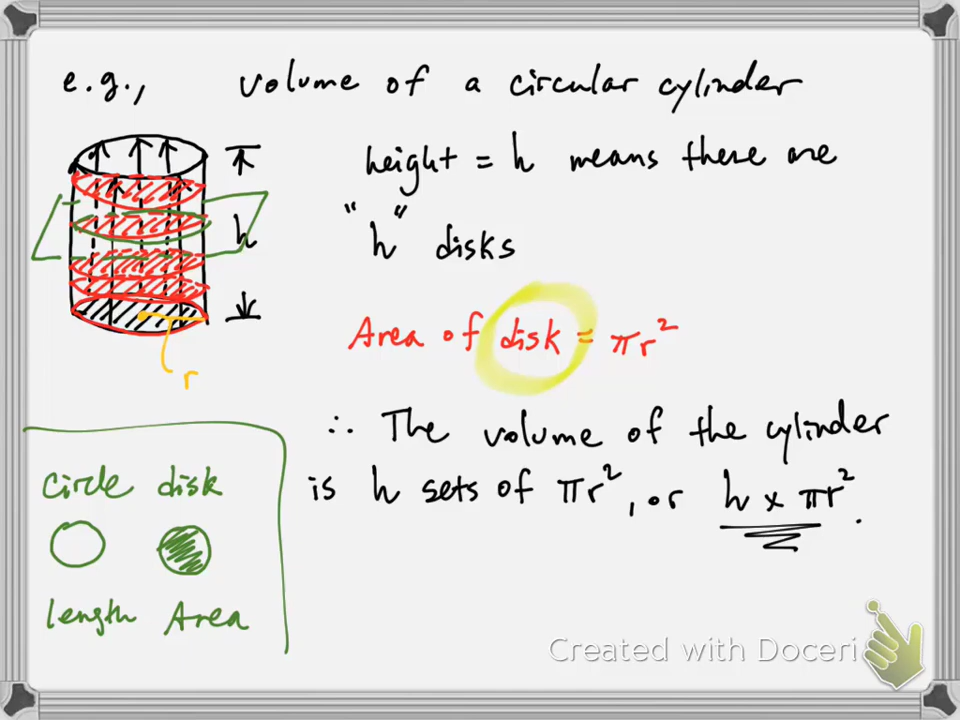 e.g., volume of a circular cylinder
height = h means there are
"h" disks
h
Area of disk = πr²
r
∴ The volume of the cylinder
is h sets of πr², or h × πr².
circle disk
length Area
Created with Doceri